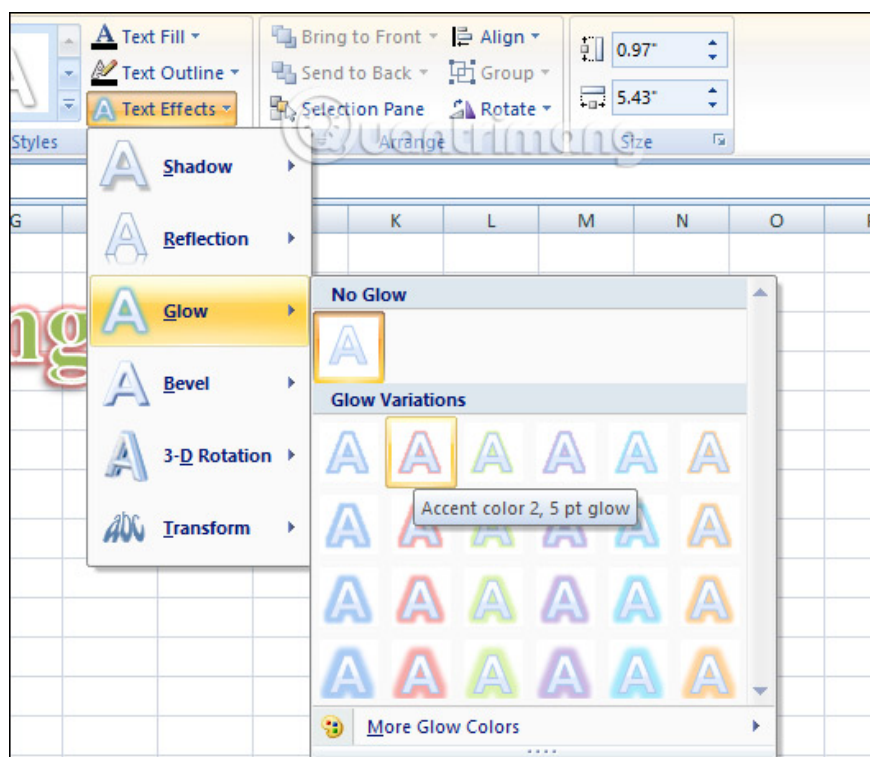 Text Fill
Bring to Front
Align
0.97"
Text Outline
Send to Back
Group
Text Effects
Selection Pane
Rotate
5.43"
Styles
Arrange
Size
@Quantrimang
Shadow
G
K
L
M
N
O
Reflection
No Glow
Glow
ng
Bevel
Glow Variations
3-D Rotation
Accent color 2, 5 pt glow
Transform
More Glow Colors